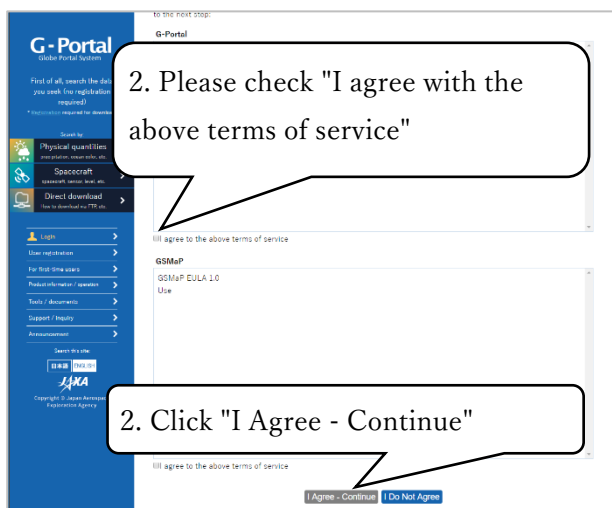 to the next step:
G-Portal
Globe Portal System
First of all, search the data
you seek (no registration
required)
* Registration required for download
Search by
Physical quantities
precipitation, ocean color, etc.
Spacecraft
spacecraft, sensor, level, etc.
Direct download
How to download via FTP, etc.
Login
User registration
For first-time users
Product information / operation
Tools / documents
Support / Inquiry
Announcement
Search this site:
日本語 ENGLISH
JAXA
Copyright © Japan Aerospace
Exploration Agency
G-Portal
2. Please check "I agree with the
above terms of service"
I agree to the above terms of service
GSMaP
GSMaP EULA 1.0
Use
2. Click "I Agree - Continue"
I agree to the above terms of service
I Agree - Continue
I Do Not Agree